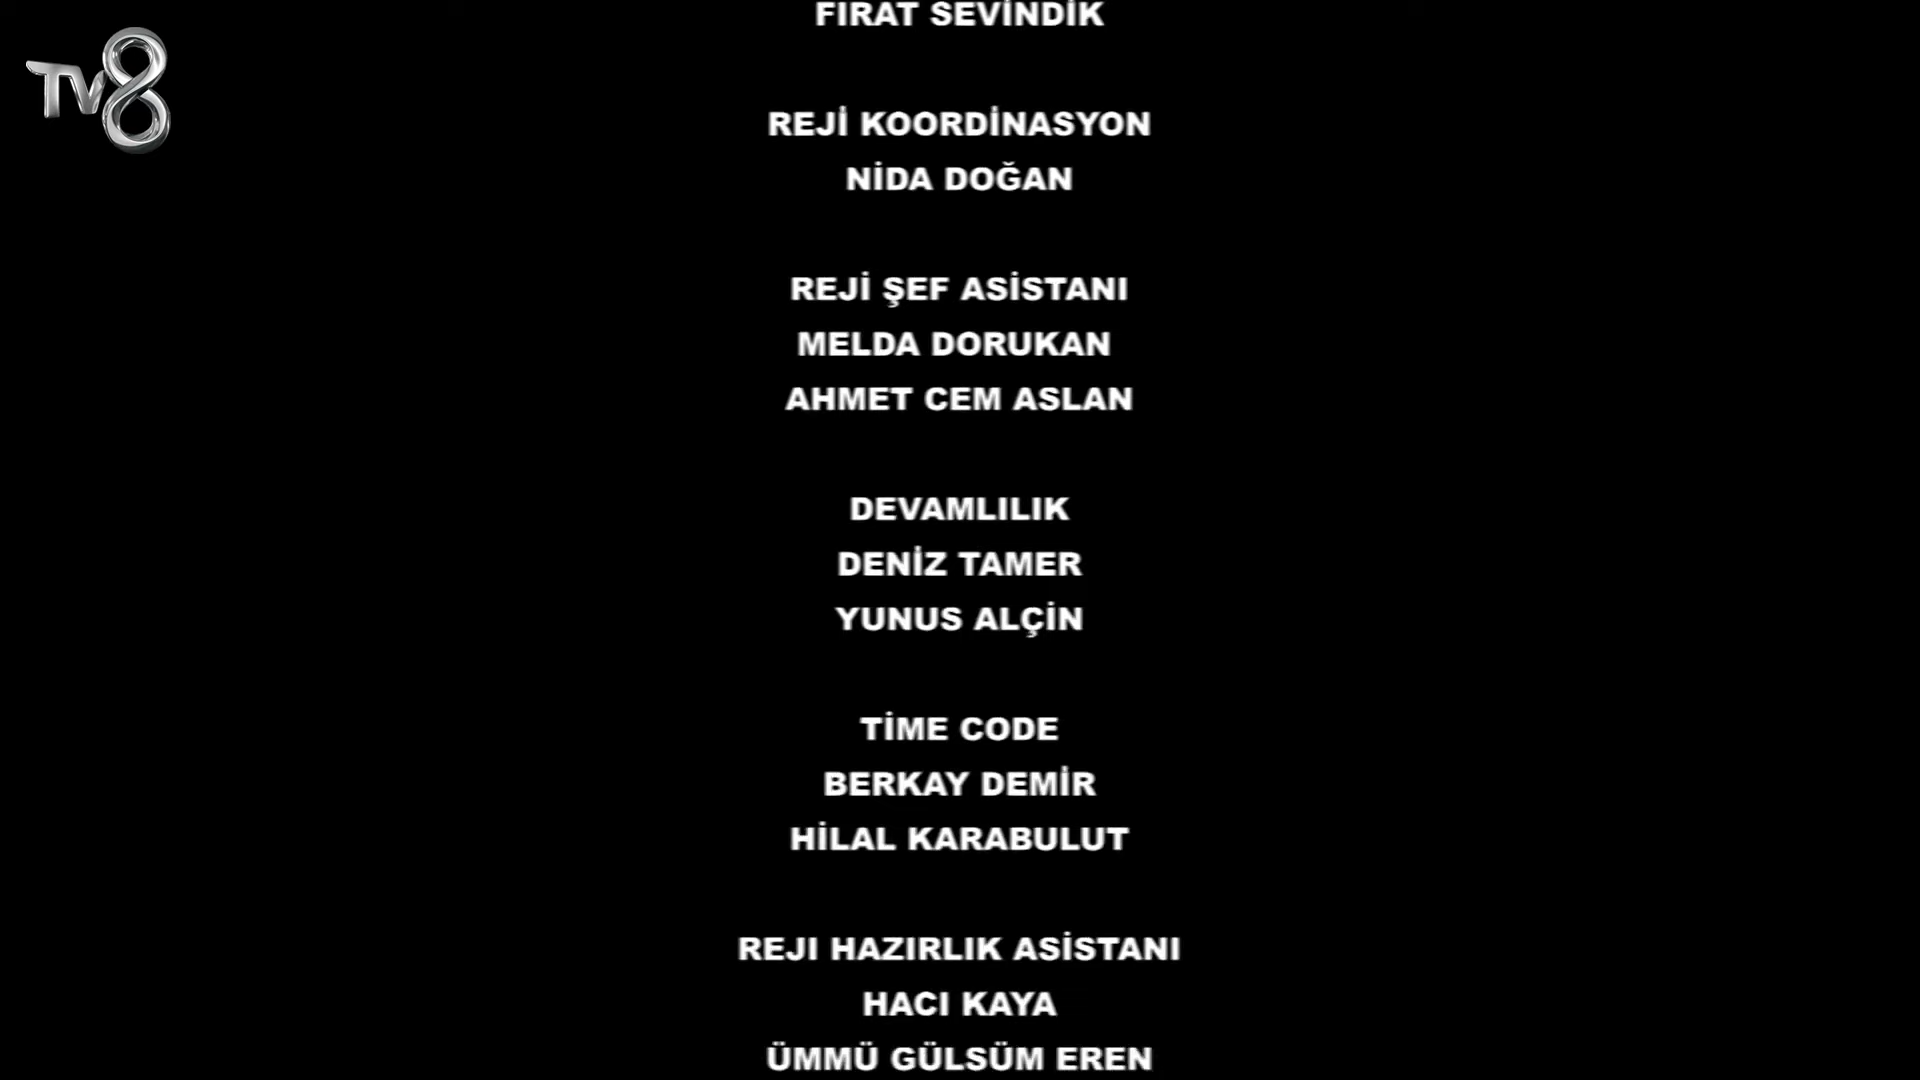 FIRAT SEVİNDİK
TV8
REJİ KOORDİNASYON
NİDA DOĞAN
REJİ ŞEF ASİSTANI
MELDA DORUKAN
AHMET CEM ASLAN
DEVAMLILIK
DENİZ TAMER
YUNUS ALÇİN
TİME CODE
BERKAY DEMİR
HİLAL KARABULUT
REJI HAZIRLIK ASİSTANI
HACI KAYA
ÜMMÜ GÜLSÜM EREN